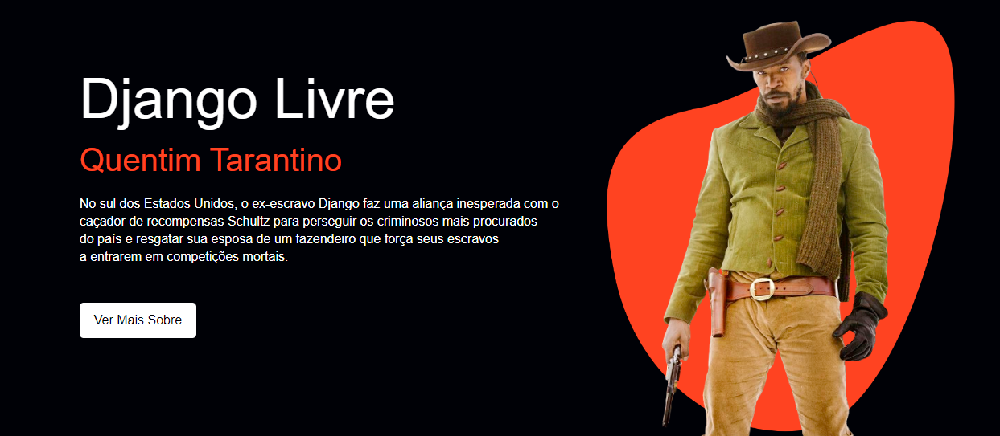 Django Livre
Quentim Tarantino
No sul dos Estados Unidos, o ex-escravo Django faz uma aliança inesperada com o
caçador de recompensas Schultz para perseguir os criminosos mais procurados
do país e resgatar sua esposa de um fazendeiro que força seus escravos
a entrarem em competições mortais.
Ver Mais Sobre